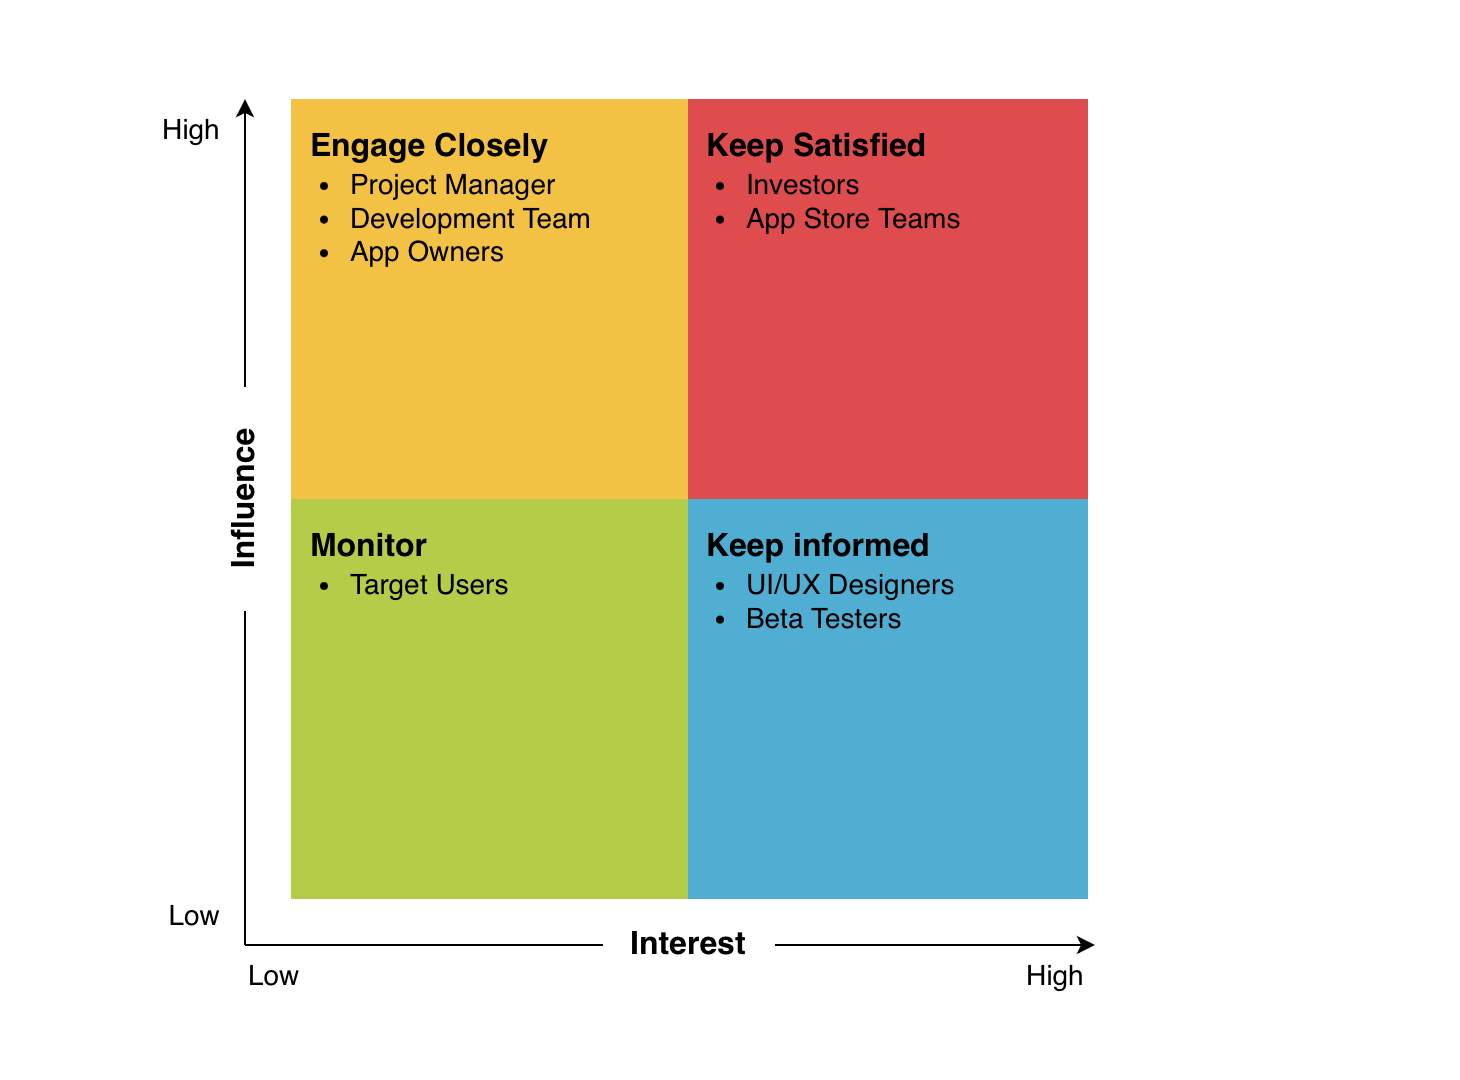 High
Engage Closely
• Project Manager
• Development Team
• App Owners
Keep Satisfied
• Investors
• App Store Teams
Influence
Monitor
• Target Users
Keep informed
• UI/UX Designers
• Beta Testers
Low
Interest
Low
High